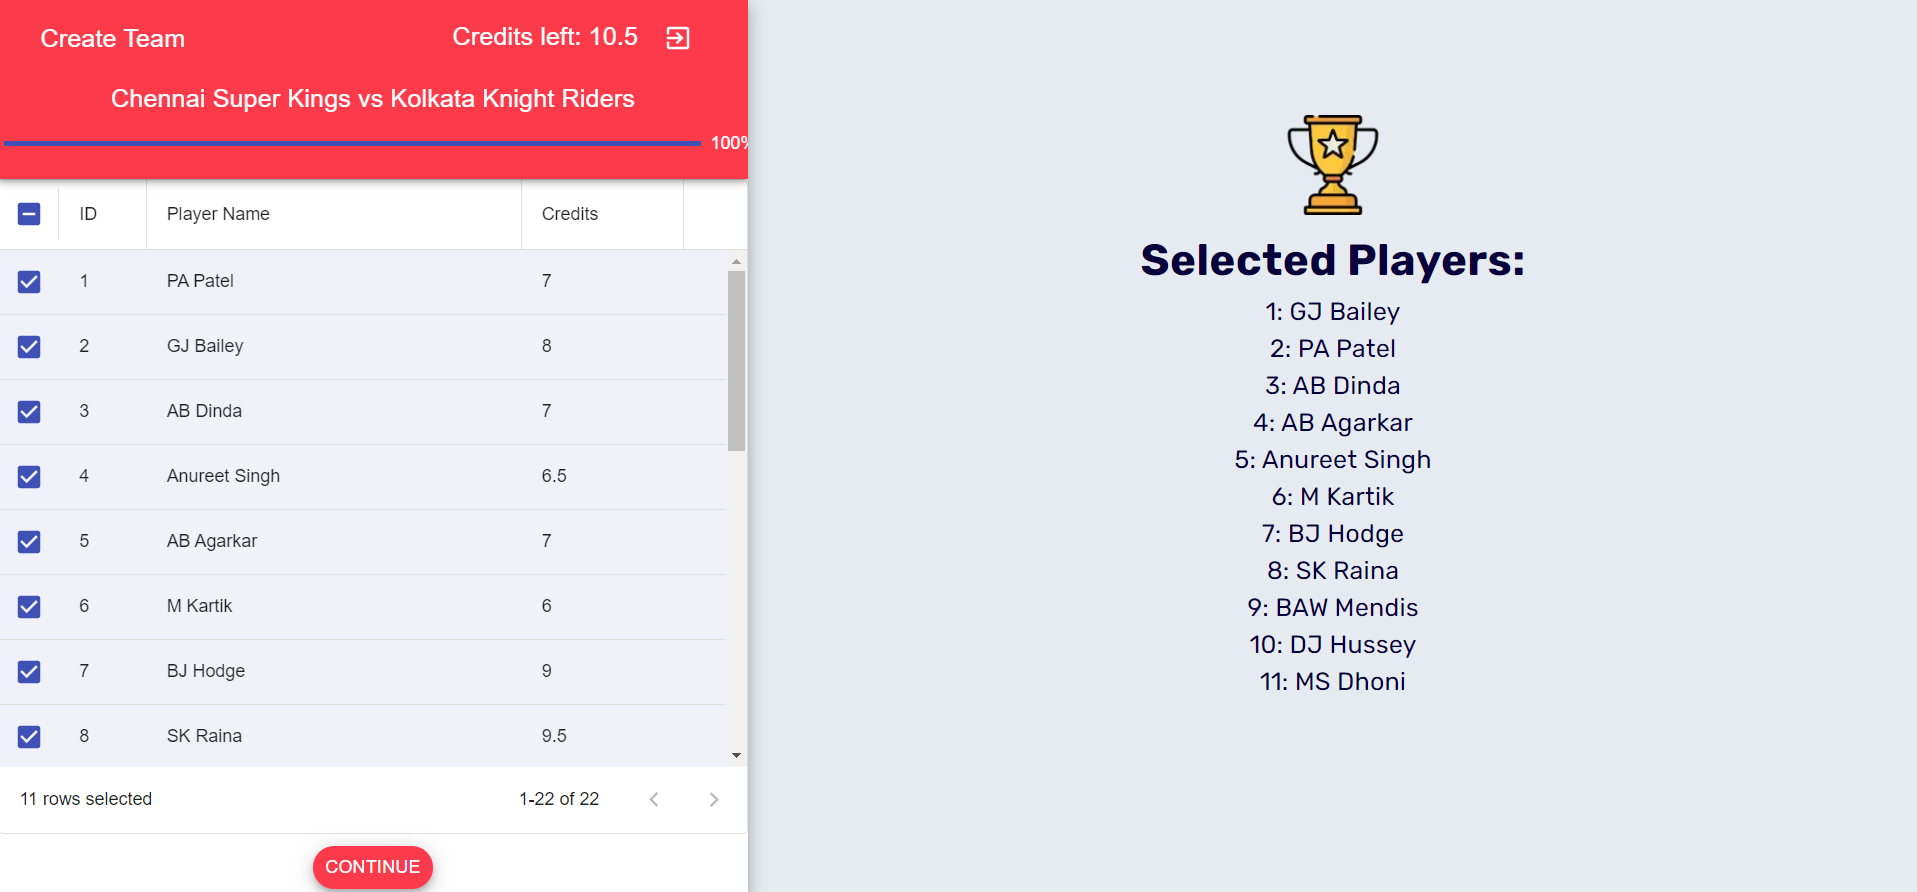 Create Team
Credits left: 10.5
Chennai Super Kings vs Kolkata Knight Riders
100%
ID Player Name Credits
1 PA Patel 7
2 GJ Bailey 8
3 AB Dinda 7
4 Anureet Singh 6.5
5 AB Agarkar 7
6 M Kartik 6
7 BJ Hodge 9
8 SK Raina 9.5
11 rows selected 1-22 of 22
CONTINUE
Selected Players:
1: GJ Bailey
2: PA Patel
3: AB Dinda
4: AB Agarkar
5: Anureet Singh
6: M Kartik
7: BJ Hodge
8: SK Raina
9: BAW Mendis
10: DJ Hussey
11: MS Dhoni